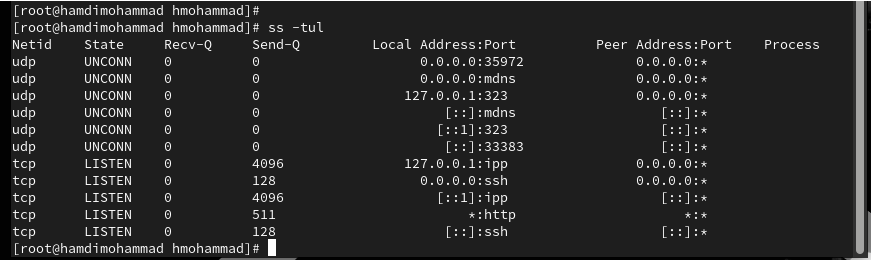 [root@hamdimohammad hmohammad]#
[root@hamdimohammad hmohammad]# ss -tul
Netid State Recv-Q Send-Q Local Address:Port Peer Address:Port Process
udp UNCONN 0 0 0.0.0.0:35972 0.0.0.0:*
udp UNCONN 0 0 0.0.0.0:mdns 0.0.0.0:*
udp UNCONN 0 0 127.0.0.1:323 0.0.0.0:*
udp UNCONN 0 0 [::]:mdns [::]:*
udp UNCONN 0 0 [::1]:323 [::]:*
udp UNCONN 0 0 [::]:33383 [::]:*
tcp LISTEN 0 4096 127.0.0.1:ipp 0.0.0.0:*
tcp LISTEN 0 128 0.0.0.0:ssh 0.0.0.0:*
tcp LISTEN 0 4096 [::1]:ipp [::]:*
tcp LISTEN 0 511 *:http *:*
tcp LISTEN 0 128 [::]:ssh [::]:*
[root@hamdimohammad hmohammad]#